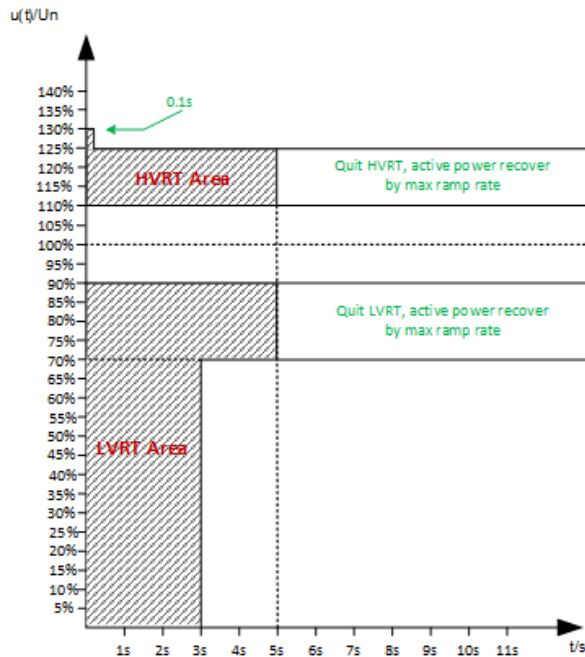 u(t)/Un
140%
135%
130%
125%
120%
115%
110%
105%
100%
95%
90%
85%
80%
75%
70%
65%
60%
55%
50%
45%
40%
35%
30%
25%
20%
15%
10%
5%
0.1s
HVRT Area
Quit HVRT, active power recover
by max ramp rate
Quit LVRT, active power recover
by max ramp rate
LVRT Area
1s 2s 3s 4s 5s 6s 7s 8s 9s 10s 11s
t/s